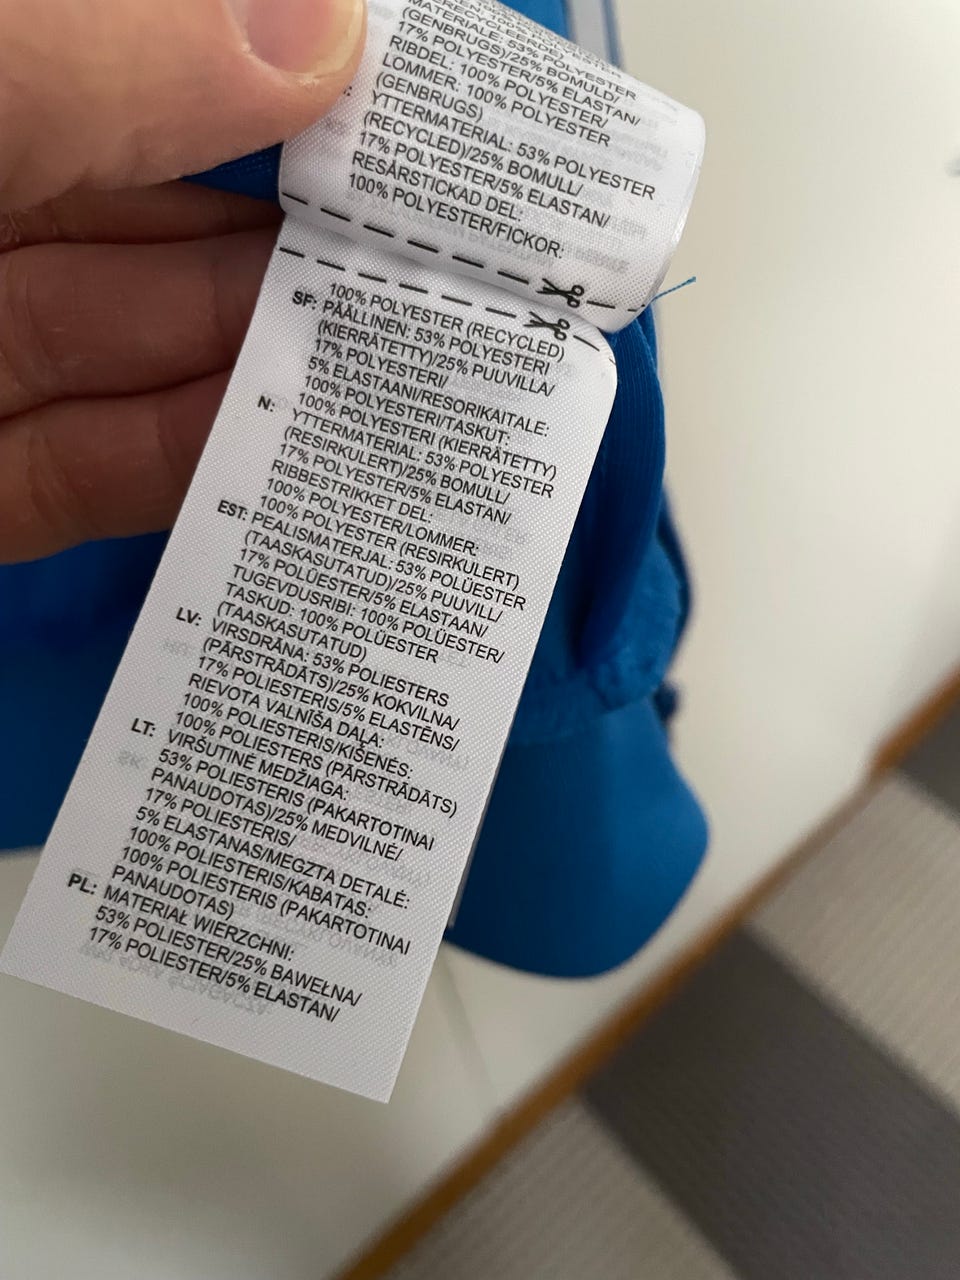 MATERIALE: 53% POLYESTER
(GENBRUGS)/25% BOMULD/
17% POLYESTER/5% ELASTAN/
RIBDEL: 100% POLYESTER/
LOMMER: 100% POLYESTER
(GENBRUGS)
YTTERMATERIAL: 53% POLYESTER
(RECYCLED)/25% BOMULL/
17% POLYESTER/5% ELASTAN/
RESÅRSTICKAD DEL:
100% POLYESTER/FICKOR:
100% POLYESTER (RECYCLED)
SF: PÄÄLLINEN: 53% POLYESTERI
(KIERRÄTETTY)/25% PUUVILLA/
17% POLYESTERI/
5% ELASTAANI/RESORIKAITALE:
100% POLYESTERI/TASKUT:
100% POLYESTERI (KIERRÄTETTY)
N: YTTERMATERIAL: 53% POLYESTER
(RESIRKULERT)/25% BOMULL/
17% POLYESTER/5% ELASTAN/
RIBBESTRIKKET DEL:
100% POLYESTER/LOMMER:
100% POLYESTER (RESIRKULERT)
EST: PEALISMATERJAL: 53% POLÜESTER
(TAASKASUTATUD)/25% PUUVILL/
17% POLÜESTER/5% ELASTAAN/
TUGEVDUSRIBI: 100% POLÜESTER/
TASKUD: 100% POLÜESTER
(TAASKASUTATUD)
LV: VIRSDRĀNA: 53% POLIESTERS
(PĀRSTRĀDĀTS)/25% KOKVILNA/
17% POLIESTERIS/5% ELASTĒNS/
RIEVOTA VALNĪŠA DAĻA:
100% POLIESTERIS/KIŠENĖS:
100% POLIESTERS (PĀRSTRĀDĀTS)
LT: VIRŠUTINĖ MEDŽIAGA:
53% POLIESTERIS (PAKARTOTINAI
PANAUDOTAS)/25% MEDVILNĖ/
17% POLIESTERIS/
5% ELASTANAS/MEGZTA DETALĖ:
100% POLIESTERIS/KABATAS:
100% POLIESTERIS (PAKARTOTINAI
PANAUDOTAS)
PL: MATERIAŁ WIERZCHNI:
53% POLIESTER/25% BAWEŁNA/
17% POLIESTER/5% ELASTAN/